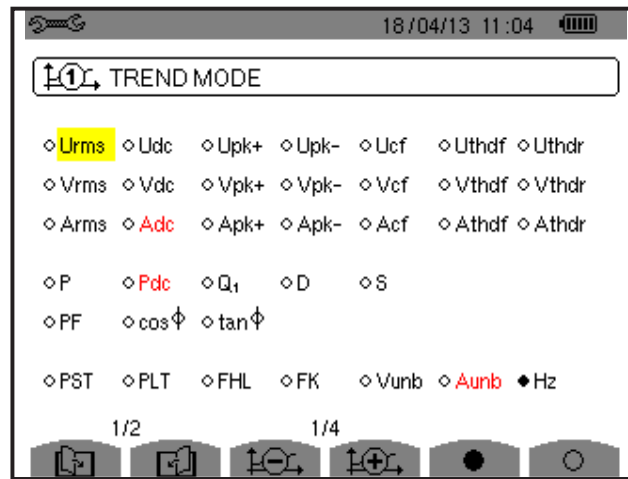 18/04/13 11:04
1 TREND MODE
Urms Udc Upk+ Upk- Ucf Uthdf Uthdr
Vrms Vdc Vpk+ Vpk- Vcf Vthdf Vthdr
Arms Adc Apk+ Apk- Acf Athdf Athdr
P Pdc Q₁ D S
PF cosϕ tanϕ
PST PLT FHL FK Vunb Aunb Hz
1/2 1/4